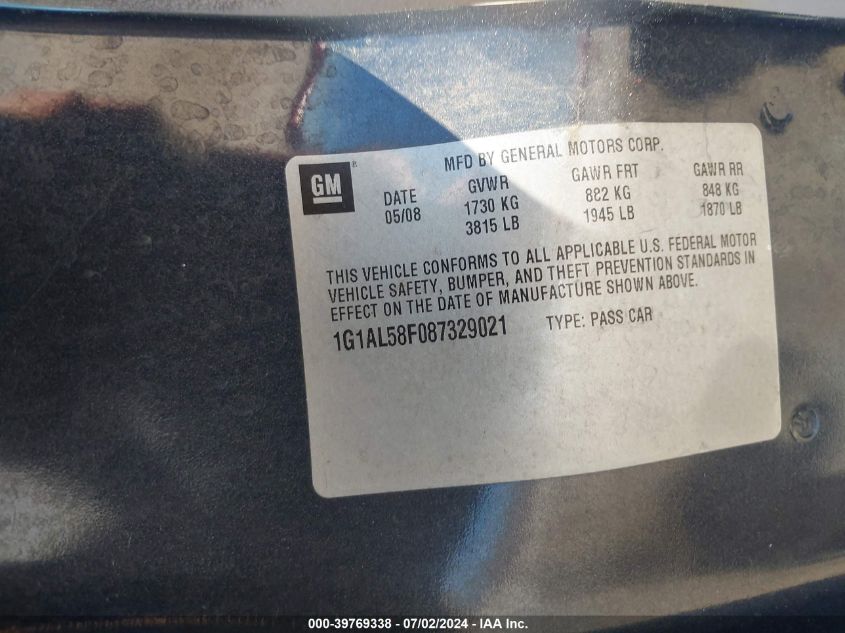 GM
MFD BY GENERAL MOTORS CORP.
DATE GVWR GAWR FRT GAWR RR
05/08 1730 KG 882 KG 848 KG
3815 LB 1945 LB 1870 LB
THIS VEHICLE CONFORMS TO ALL APPLICABLE U.S. FEDERAL MOTOR
VEHICLE SAFETY, BUMPER, AND THEFT PREVENTION STANDARDS IN
EFFECT ON THE DATE OF MANUFACTURE SHOWN ABOVE.
1G1AL58F087329021 TYPE: PASS CAR
000-39769338 - 07/02/2024 - IAA Inc.